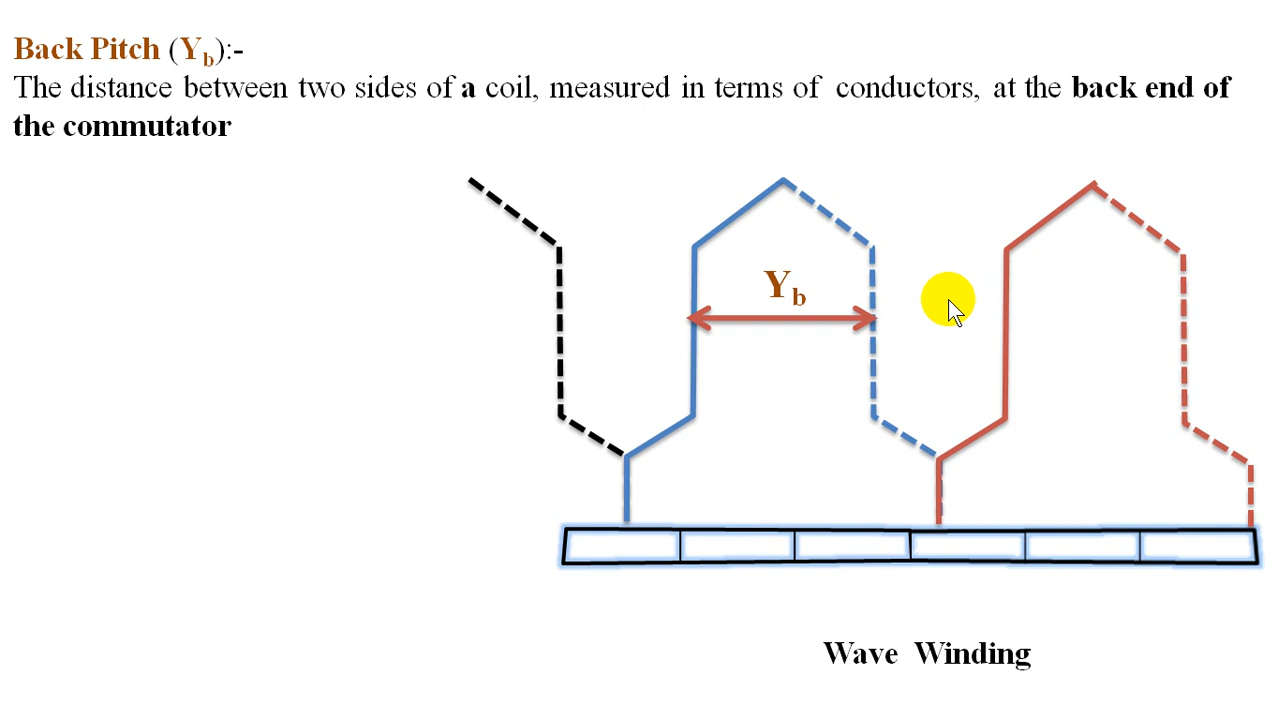 Back Pitch (Yb):-
The distance between two sides of a coil, measured in terms of conductors, at the back end of
the commutator
Yb
Wave Winding